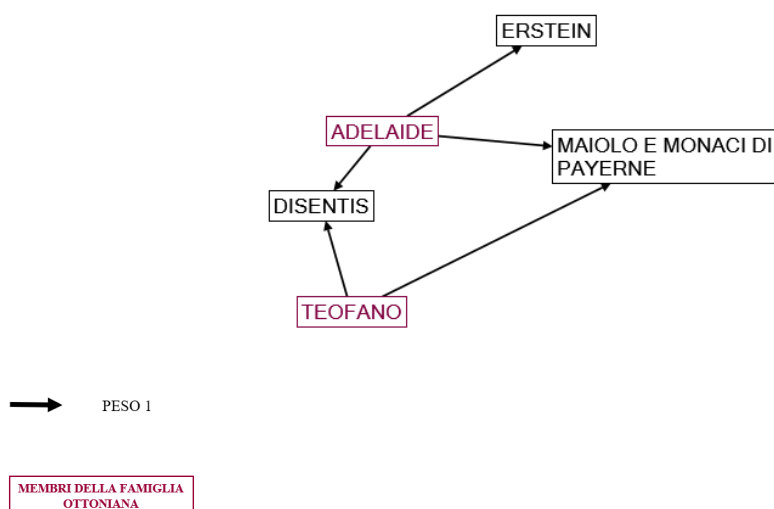 ERSTEIN
ADELAIDE
MAIOLO E MONACI DI
PAYERNE
DISENTIS
TEOFANO
PESO 1
MEMBRI DELLA FAMIGLIA
OTTONIANA